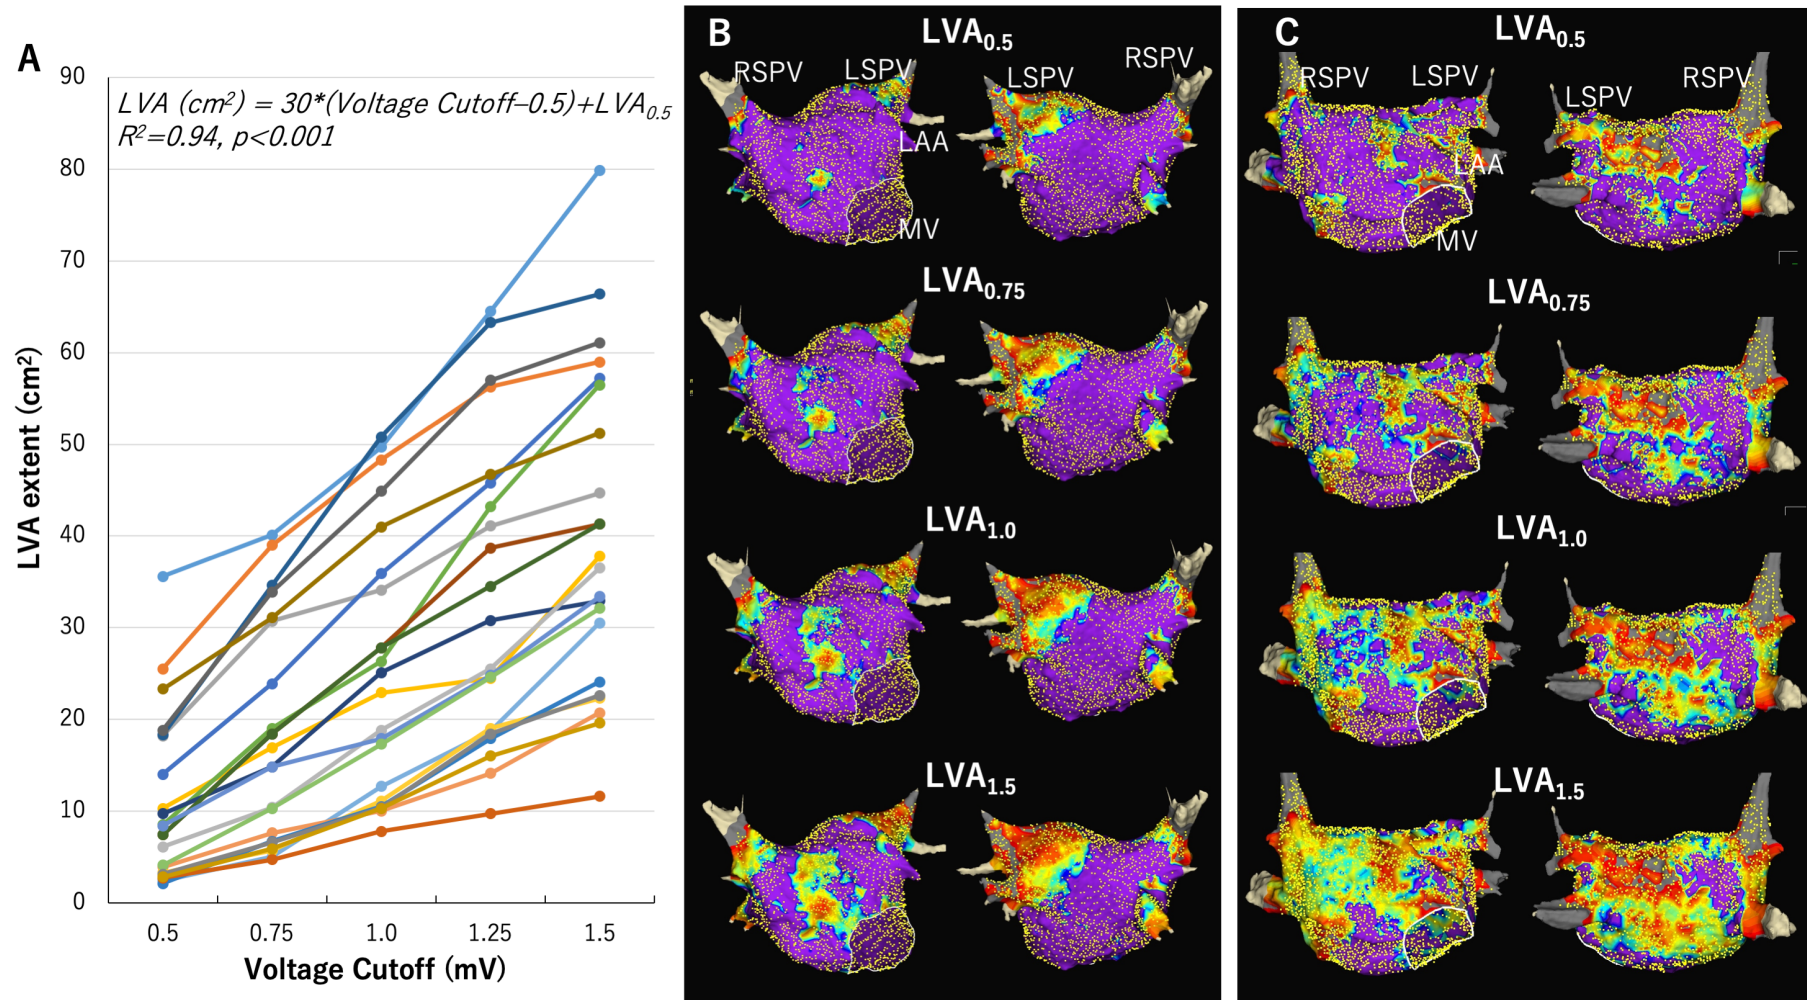 A
90
80
70
60
50
40
30
20
10
0
LVA (cm²) = 30*(Voltage Cutoff–0.5)+LVA0.5
R²=0.94, p<0.001
LVA extent (cm²)
0.5 0.75 1.0 1.25 1.5
Voltage Cutoff (mV)
B
LVA0.5
RSPV LSPV LSPV RSPV
LAA
MV
LVA0.75
LVA1.0
LVA1.5
C
LVA0.5
RSPV LSPV LSPV RSPV
LAA
MV
LVA0.75
LVA1.0
LVA1.5